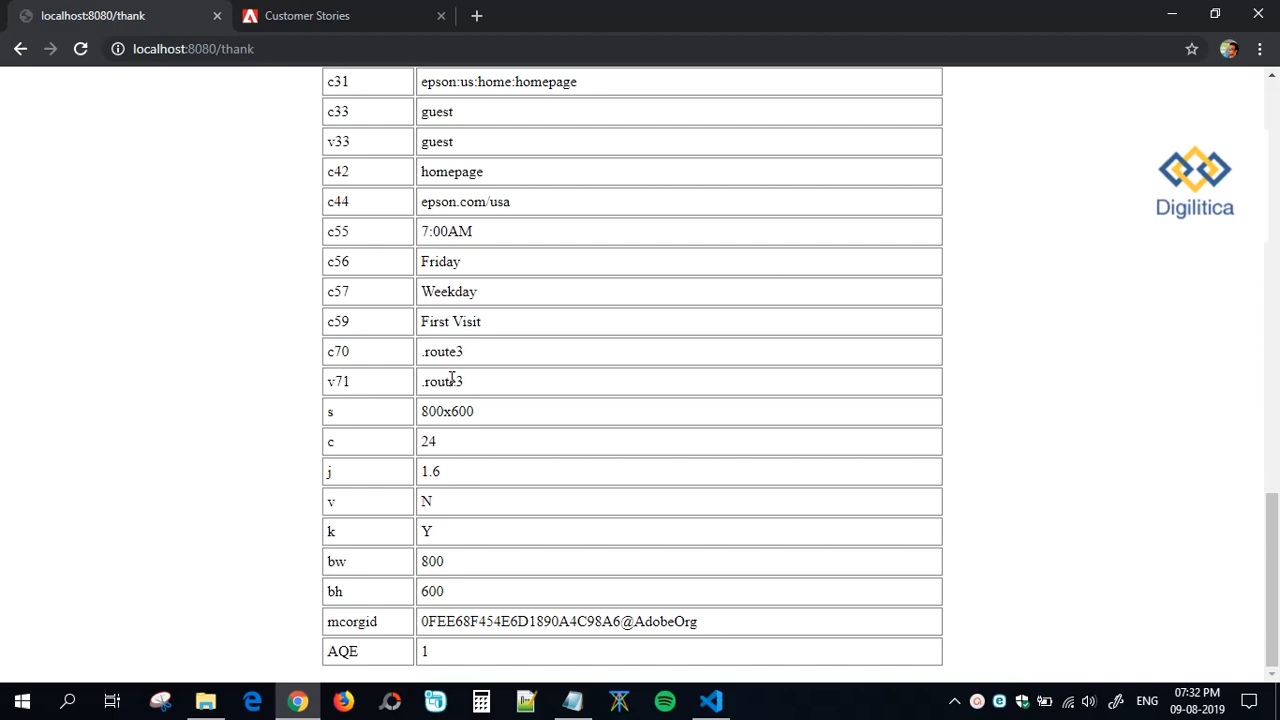 localhost:8080/thank
Customer Stories
localhost:8080/thank
c31 epson:us:home:homepage
c33 guest
v33 guest
c42 homepage
c44 epson.com/usa
c55 7:00AM
c56 Friday
c57 Weekday
c59 First Visit
c70 .route3
v71 .route3
s 800x600
c 24
j 1.6
v N
k Y
bw 800
bh 600
mcorgid 0FEE68F454E6D1890A4C98A6@AdobeOrg
AQE 1
Digilitica
ENG
07:32 PM
09-08-2019